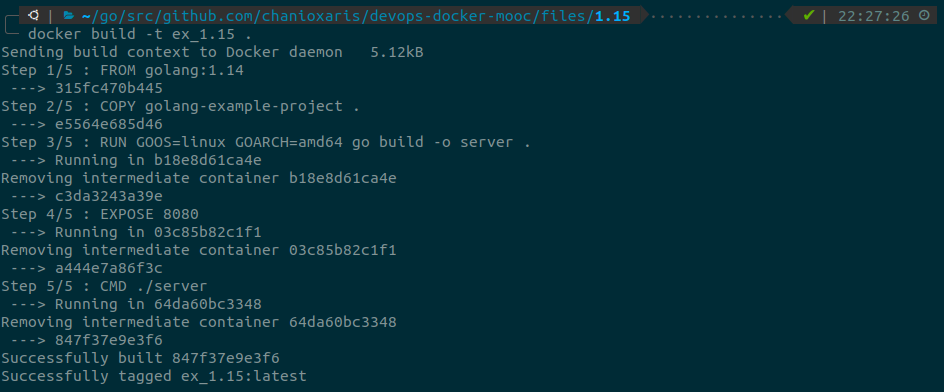 ~/go/src/github.com/chanioxaris/devops-docker-mooc/files/1.15 ✔ 22:27:26
docker build -t ex_1.15 .
Sending build context to Docker daemon   5.12kB
Step 1/5 : FROM golang:1.14
 ---> 315fc470b445
Step 2/5 : COPY golang-example-project .
 ---> e5564e685d46
Step 3/5 : RUN GOOS=linux GOARCH=amd64 go build -o server .
 ---> Running in b18e8d61ca4e
Removing intermediate container b18e8d61ca4e
 ---> c3da3243a39e
Step 4/5 : EXPOSE 8080
 ---> Running in 03c85b82c1f1
Removing intermediate container 03c85b82c1f1
 ---> a444e7a86f3c
Step 5/5 : CMD ./server
 ---> Running in 64da60bc3348
Removing intermediate container 64da60bc3348
 ---> 847f37e9e3f6
Successfully built 847f37e9e3f6
Successfully tagged ex_1.15:latest